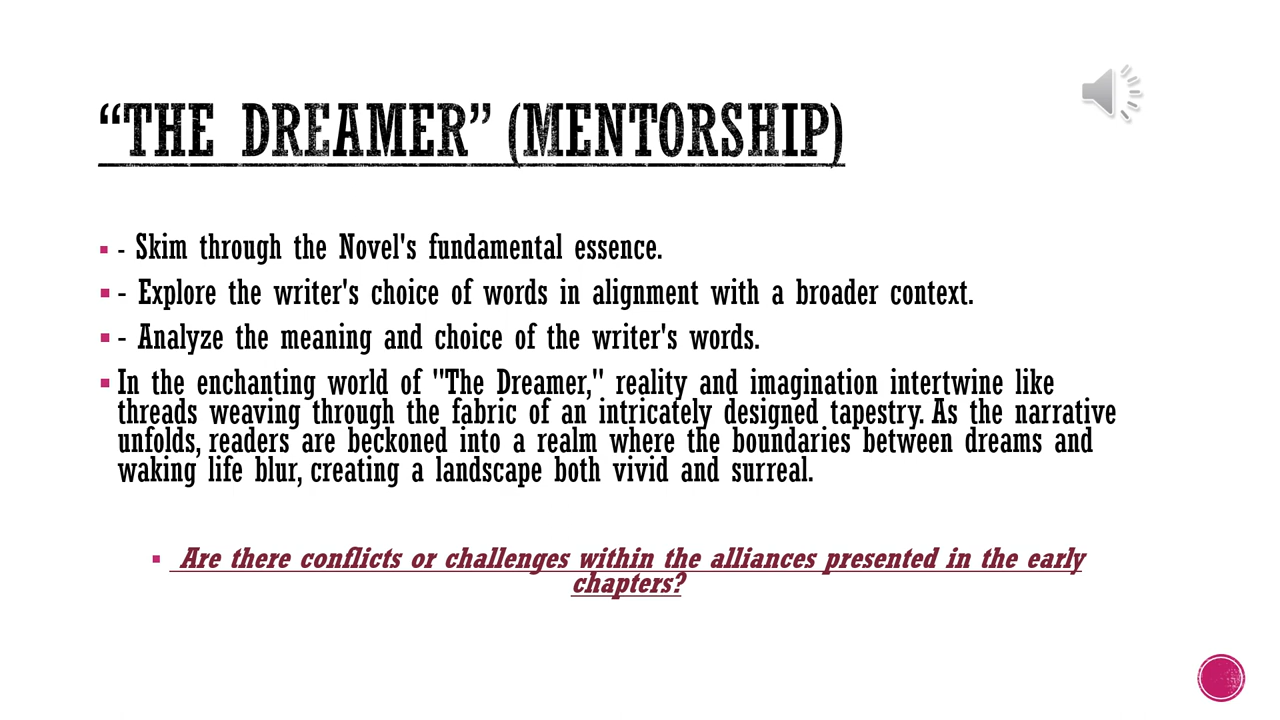 “THE DREAMER” (MENTORSHIP)
- Skim through the Novel's fundamental essence.
- Explore the writer's choice of words in alignment with a broader context.
- Analyze the meaning and choice of the writer's words.
In the enchanting world of "The Dreamer," reality and imagination intertwine like
threads weaving through the fabric of an intricately designed tapestry. As the narrative
unfolds, readers are beckoned into a realm where the boundaries between dreams and
waking life blur, creating a landscape both vivid and surreal.
Are there conflicts or challenges within the alliances presented in the early
chapters?